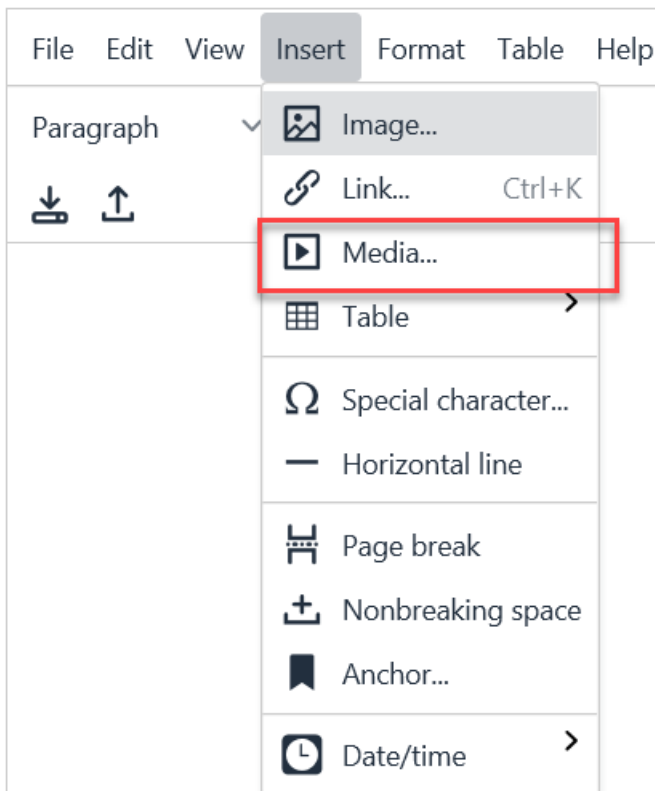 File Edit View Insert Format Table Help
Paragraph
Image...
Link... Ctrl+K
Media...
Table
Special character...
Horizontal line
Page break
Nonbreaking space
Anchor...
Date/time